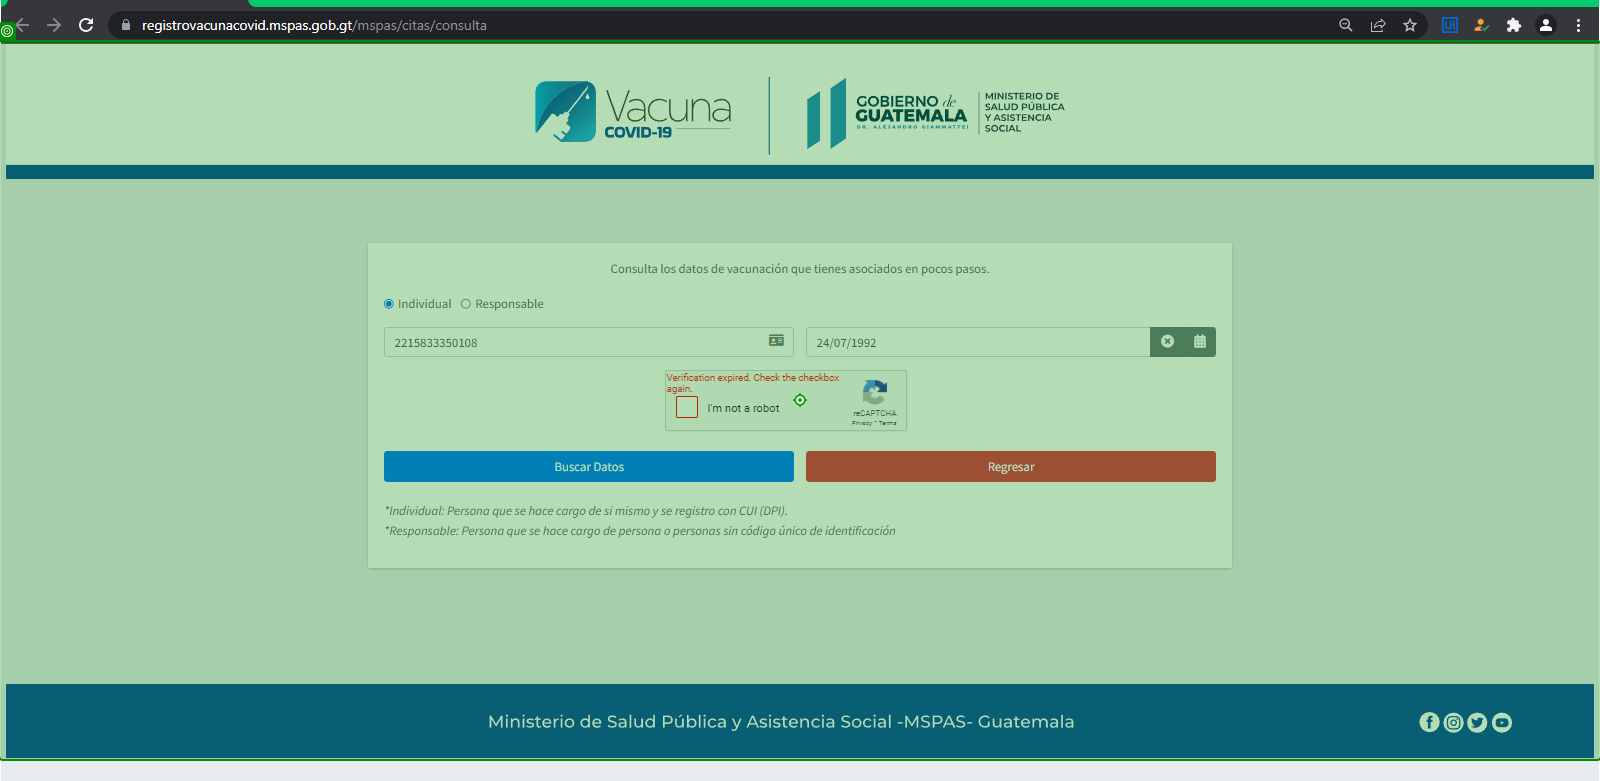 registrovacunacovid.mspas.gob.gt/mspas/citas/consulta
Ui
Vacuna
COVID-19
GOBIERNO de
GUATEMALA
DR. ALEJANDRO GIAMMATTEI
MINISTERIO DE
SALUD PÚBLICA
Y ASISTENCIA
SOCIAL
Consulta los datos de vacunación que tienes asociados en pocos pasos.
Individual Responsable
2215833350108
24/07/1992
Verification expired. Check the checkbox
again.
I'm not a robot
reCAPTCHA
Privacy - Terms
Buscar Datos
Regresar
*Individual: Persona que se hace cargo de si mismo y se registro con CUI (DPI).
*Responsable: Persona que se hace cargo de persona o personas sin código único de identificación
Ministerio de Salud Pública y Asistencia Social -MSPAS- Guatemala